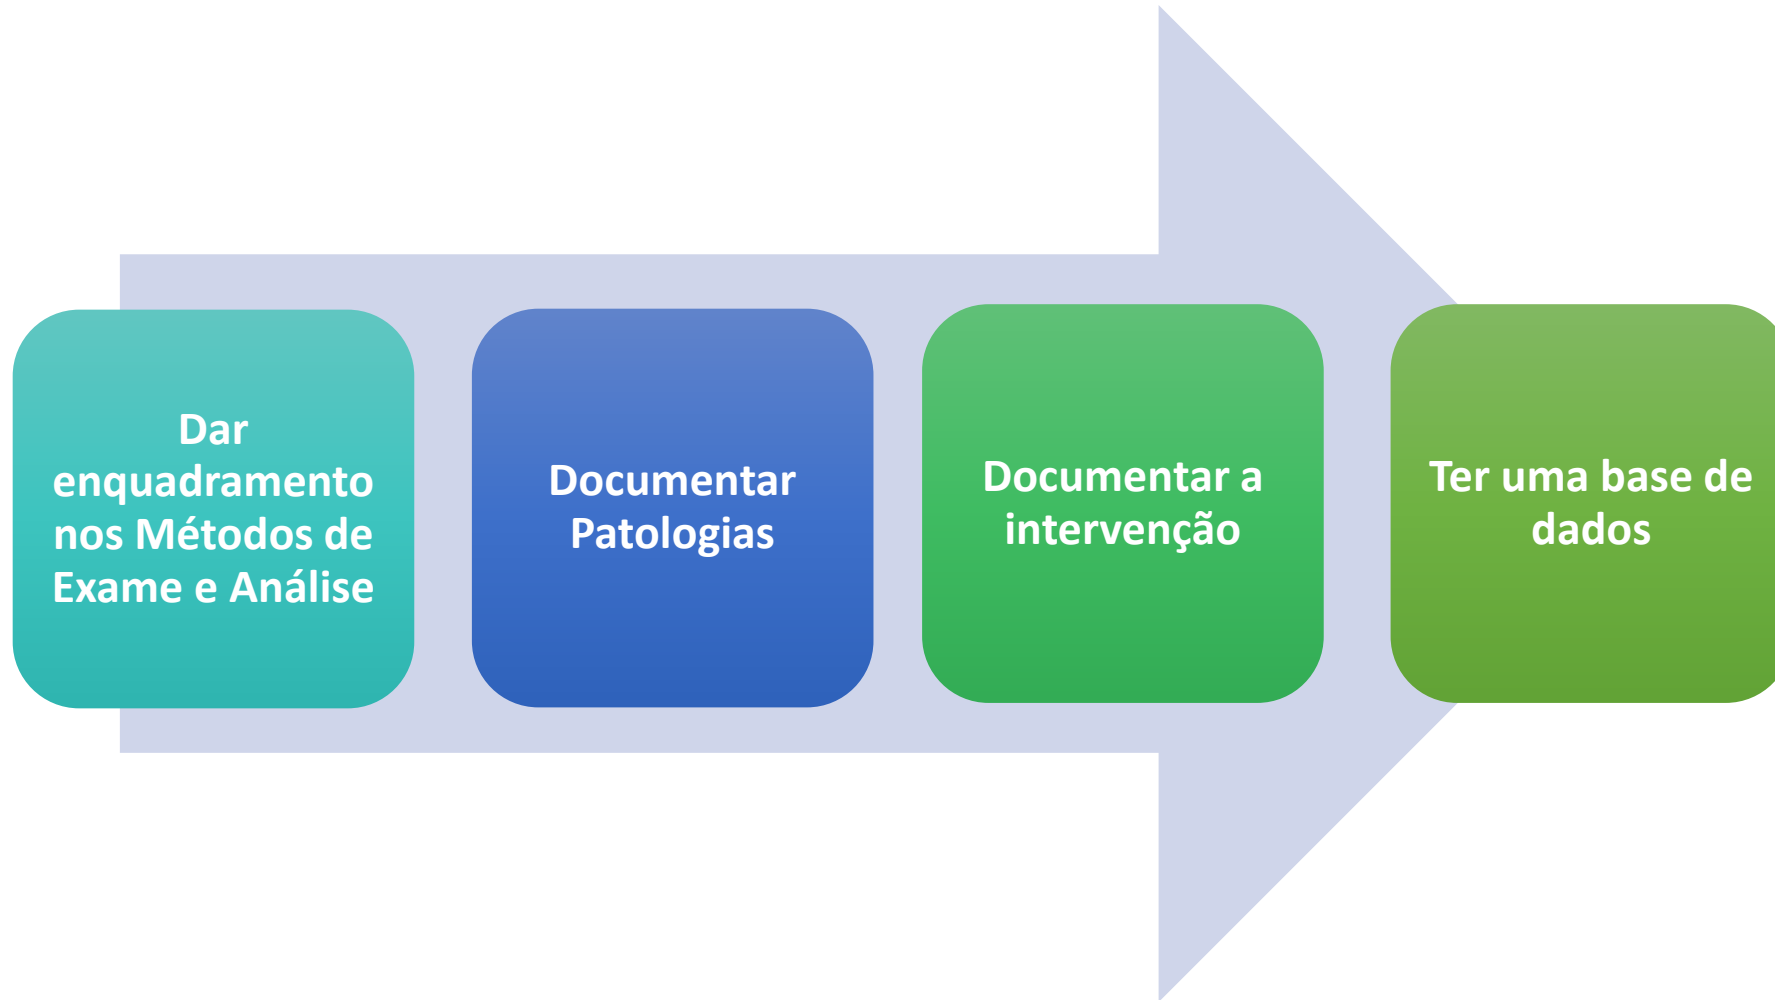 Dar
enquadramento
nos Métodos de
Exame e Análise
Documentar
Patologias
Documentar a
intervenção
Ter uma base de
dados